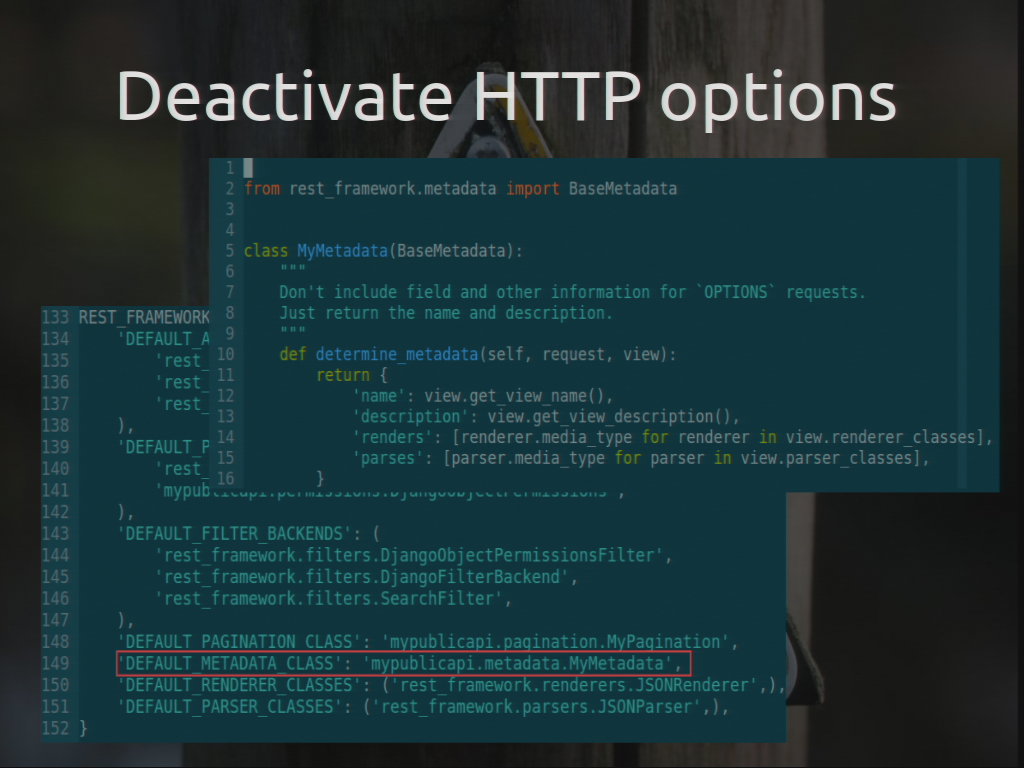 Deactivate HTTP options
1
2 from rest_framework.metadata import BaseMetadata
3
4
5 class MyMetadata(BaseMetadata):
6     """
7     Don't include field and other information for `OPTIONS` requests.
8     Just return the name and description.
9     """
10     def determine_metadata(self, request, view):
11         return {
12             'name': view.get_view_name(),
13             'description': view.get_view_description(),
14             'renders': [renderer.media_type for renderer in view.renderer_classes],
15             'parses': [parser.media_type for parser in view.parser_classes],
16         }
133 REST_FRAMEWORK
134     'DEFAULT_A
135         'rest_
136         'rest_
137         'rest_
138     ),
139     'DEFAULT_P
140         'rest_
141         'mypublicapi.permissions.DjangoObjectPermissions',
142     ),
143     'DEFAULT_FILTER_BACKENDS': (
144         'rest_framework.filters.DjangoObjectPermissionsFilter',
145         'rest_framework.filters.DjangoFilterBackend',
146         'rest_framework.filters.SearchFilter',
147     ),
148     'DEFAULT_PAGINATION_CLASS': 'mypublicapi.pagination.MyPagination',
149     'DEFAULT_METADATA_CLASS': 'mypublicapi.metadata.MyMetadata',
150     'DEFAULT_RENDERER_CLASSES': ('rest_framework.renderers.JSONRenderer',),
151     'DEFAULT_PARSER_CLASSES': ('rest_framework.parsers.JSONParser',),
152 }